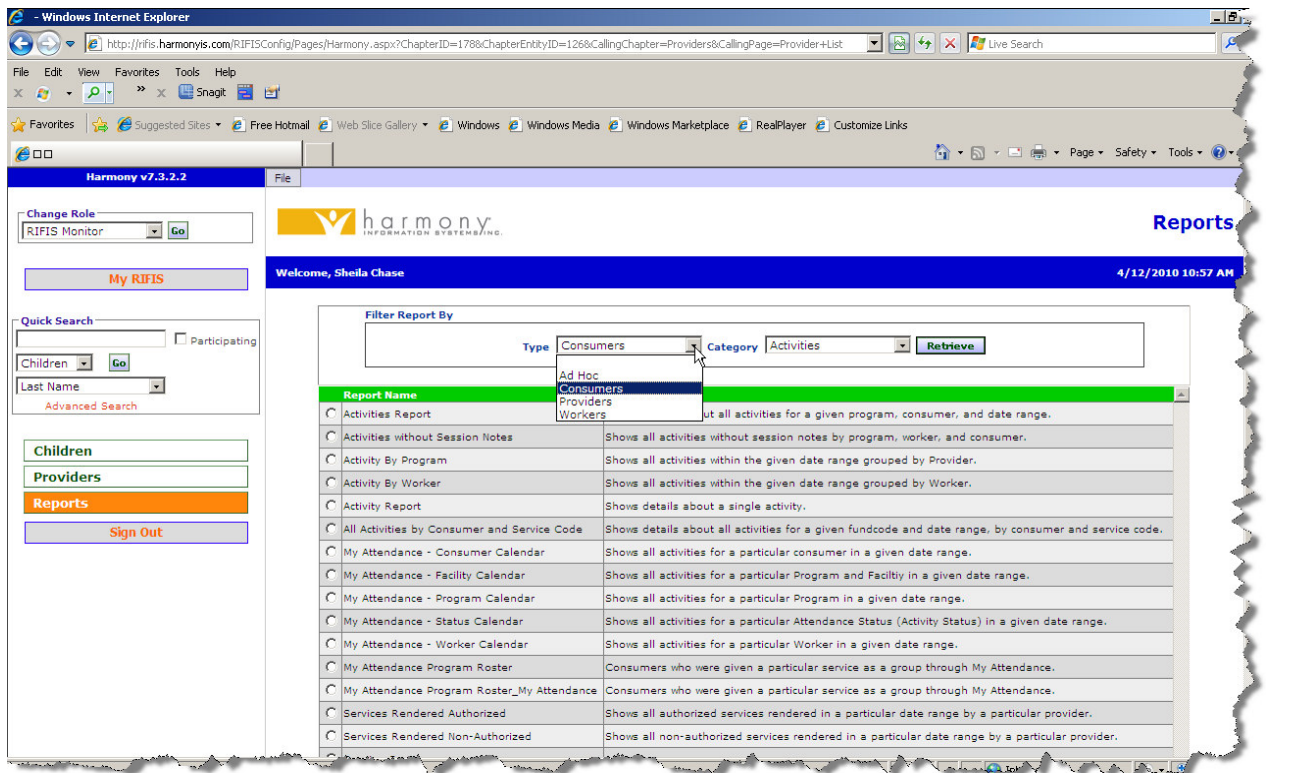 - Windows Internet Explorer
http://rifis.harmonyis.com/RIFISConfig/Pages/Harmony.aspx?ChapterID=178&ChapterEntityID=126&CallingChapter=Providers&CallingPage=Provider+List
Live Search
File Edit View Favorites Tools Help
X » X Snagit
Favorites Suggested Sites Free Hotmail Web Slice Gallery Windows Windows Media Windows Marketplace RealPlayer Customize Links
Page Safety Tools
Harmony v7.3.2.2 File
Change Role
RIFIS Monitor Go
harmony
INFORMATION SYSTEMS, INC.
Reports
My RIFIS
Welcome, Sheila Chase 4/12/2010 10:57 AM
Quick Search
Participating
Children Go
Last Name
Advanced Search
Children
Providers
Reports
Sign Out
Filter Report By
Type Consumers Category Activities Retrieve
Ad Hoc
Consumers
Providers
Workers
Report Name
Activities Report ut all activities for a given program, consumer, and date range.
Activities without Session Notes Shows all activities without session notes by program, worker, and consumer.
Activity By Program Shows all activities within the given date range grouped by Provider.
Activity By Worker Shows all activities within the given date range grouped by Worker.
Activity Report Shows details about a single activity.
All Activities by Consumer and Service Code Shows details about all activities for a given fundcode and date range, by consumer and service code.
My Attendance - Consumer Calendar Shows all activities for a particular consumer in a given date range.
My Attendance - Facility Calendar Shows all activities for a particular Program and Faciltiy in a given date range.
My Attendance - Program Calendar Shows all activities for a particular Program in a given date range.
My Attendance - Status Calendar Shows all activities for a particular Attendance Status (Activity Status) in a given date range.
My Attendance - Worker Calendar Shows all activities for a particular Worker in a given date range.
My Attendance Program Roster Consumers who were given a particular service as a group through My Attendance.
My Attendance Program Roster_My Attendance Consumers who were given a particular service as a group through My Attendance.
Services Rendered Authorized Shows all authorized services rendered in a particular date range by a particular provider.
Services Rendered Non-Authorized Shows all non-authorized services rendered in a particular date range by a particular provider.